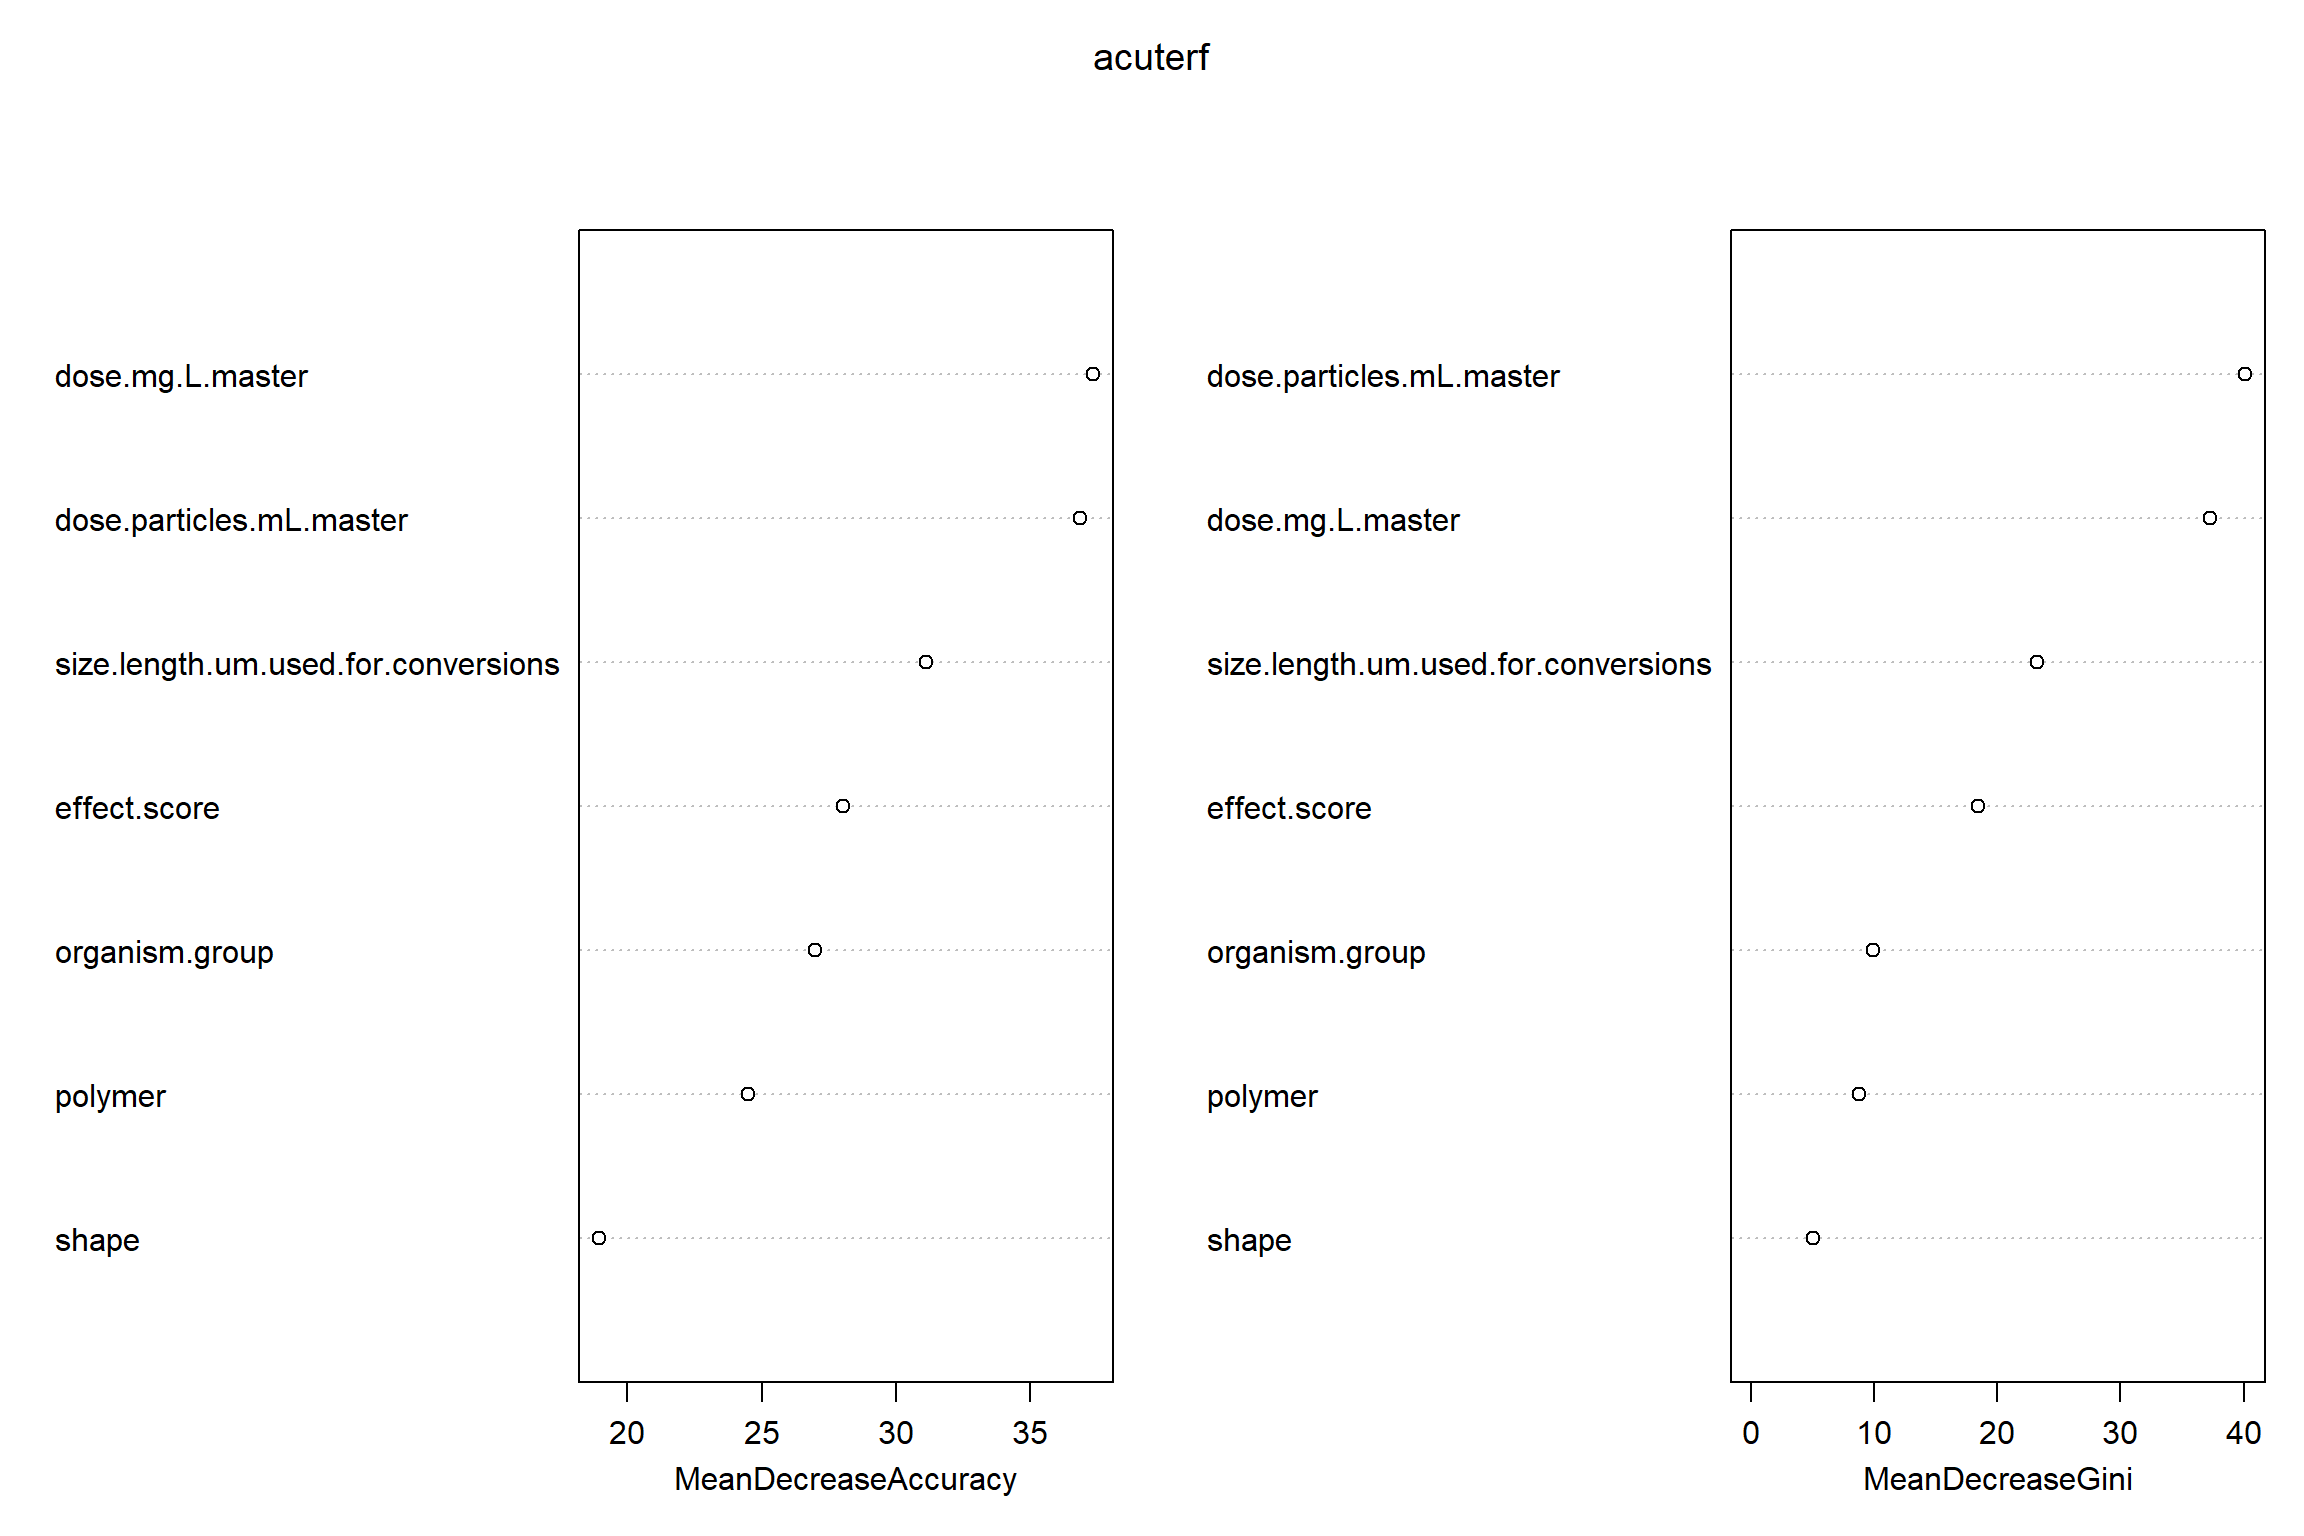 acuterf
dose.mg.L.master
dose.particles.mL.master
size.length.um.used.for.conversions
effect.score
organism.group
polymer
shape
20 25 30 35
MeanDecreaseAccuracy
dose.particles.mL.master
dose.mg.L.master
size.length.um.used.for.conversions
effect.score
organism.group
polymer
shape
0 10 20 30 40
MeanDecreaseGini